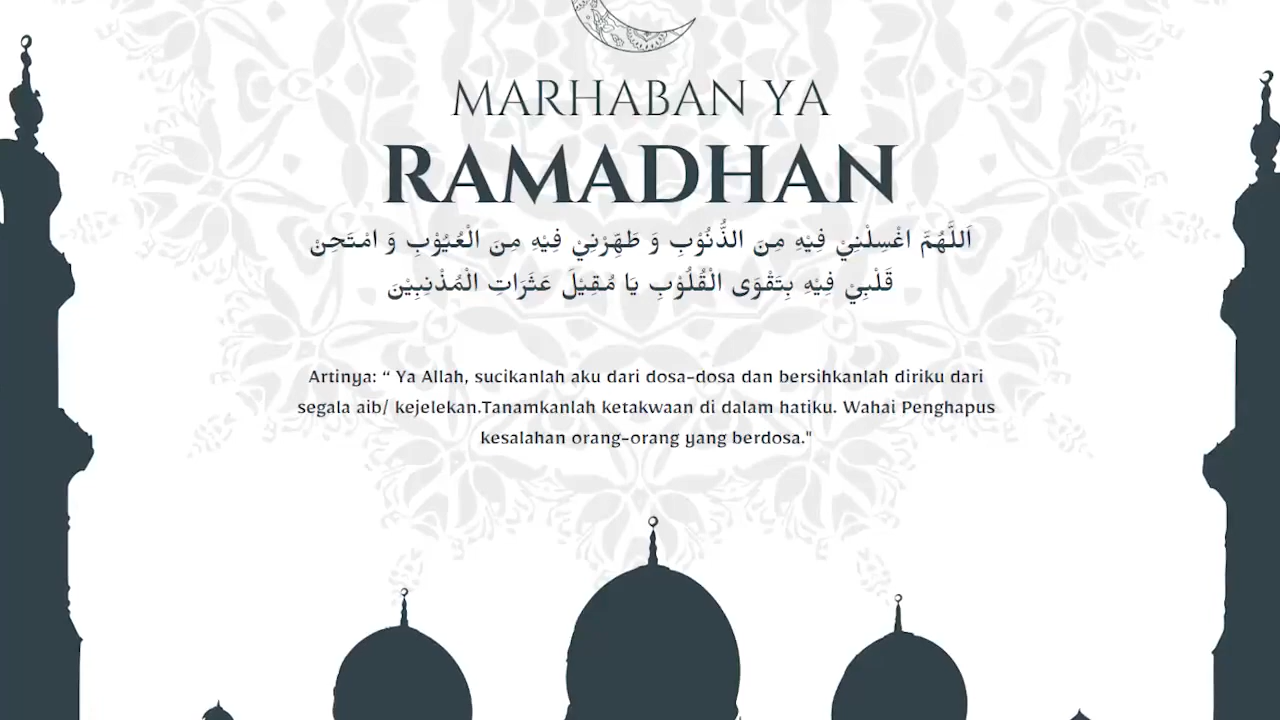 MARHABAN YA
RAMADHAN
اَللَّهُمَّ اغْسِلْنِيْ فِيْهِ مِنَ الذُّنُوْبِ وَ طَهِّرْنِيْ فِيْهِ مِنَ الْعُيُوْبِ وَ امْتَحِنْ
قَلْبِيْ فِيْهِ بِتَقْوَى الْقُلُوْبِ يَا مُقِيْلَ عَثَرَاتِ الْمُذْنِبِيْنَ
Artinya: “ Ya Allah, sucikanlah aku dari dosa-dosa dan bersihkanlah diriku dari
segala aib/ kejelekan.Tanamkanlah ketakwaan di dalam hatiku. Wahai Penghapus
kesalahan orang-orang yang berdosa."